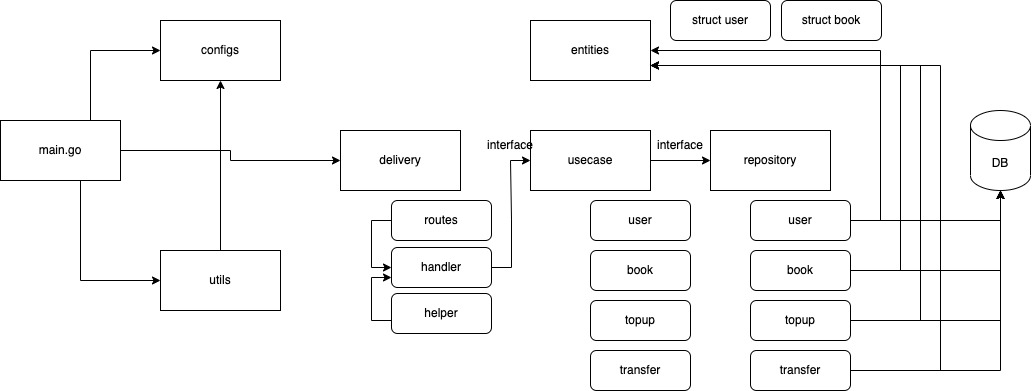 struct user
struct book
configs
entities
main.go
delivery
interface
usecase
interface
repository
DB
routes
user
user
handler
book
book
utils
helper
topup
topup
transfer
transfer